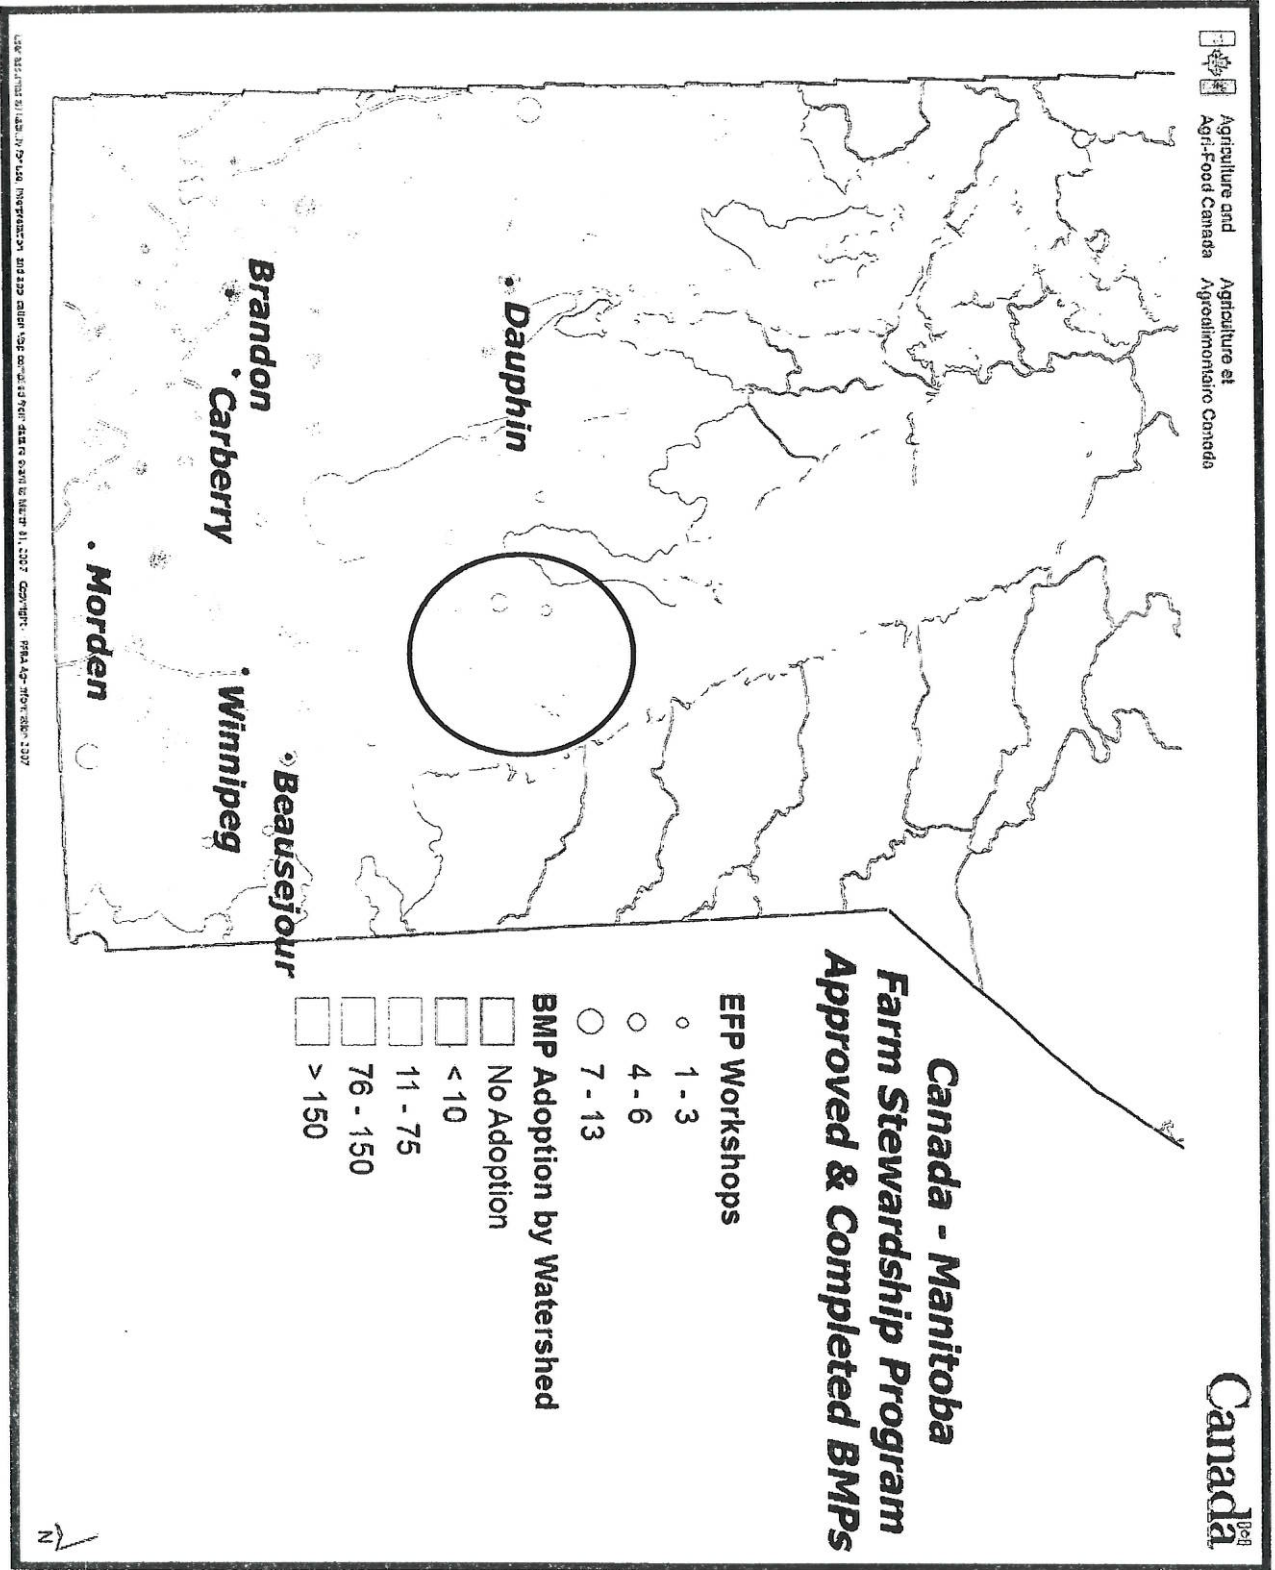 Agriculture and
Agri-Food Canada
Agriculture et
Agroalimentaire Canada
Canada
Canada - Manitoba
Farm Stewardship Program
Approved & Completed BMPs
EFP Workshops
1 - 3
4 - 6
7 - 13
BMP Adoption by Watershed
No Adoption
< 10
11 - 75
76 - 150
> 150
Dauphin
Brandon
Carberry
Beausejour
Winnipeg
Morden
N